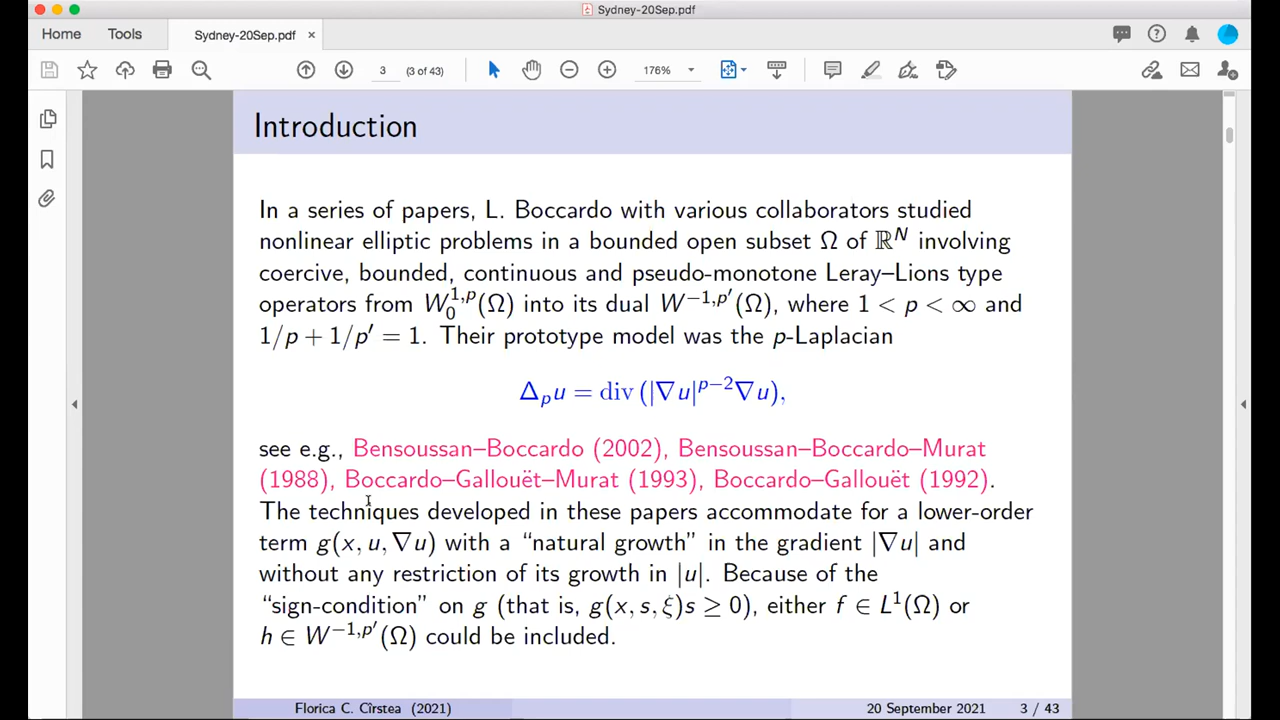 Sydney-20Sep.pdf
Home Tools Sydney-20Sep.pdf ×
3 (3 of 43) 176%
Introduction
In a series of papers, L. Boccardo with various collaborators studied
nonlinear elliptic problems in a bounded open subset Ω of ℝ^N involving
coercive, bounded, continuous and pseudo-monotone Leray–Lions type
operators from W_0^{1,p}(Ω) into its dual W^{−1,p′}(Ω), where 1 < p < ∞ and
1/p + 1/p′ = 1. Their prototype model was the p-Laplacian
Δ_p u = div (|∇u|^{p−2}∇u),
see e.g., Bensoussan–Boccardo (2002), Bensoussan–Boccardo–Murat
(1988), Boccardo–Gallouët–Murat (1993), Boccardo–Gallouët (1992).
The techniques developed in these papers accommodate for a lower-order
term g(x, u, ∇u) with a “natural growth” in the gradient |∇u| and
without any restriction of its growth in |u|. Because of the
“sign-condition” on g (that is, g(x, s, ξ)s ≥ 0), either f ∈ L^1(Ω) or
h ∈ W^{−1,p′}(Ω) could be included.
Florica C. Cîrstea (2021) 20 September 2021 3 / 43